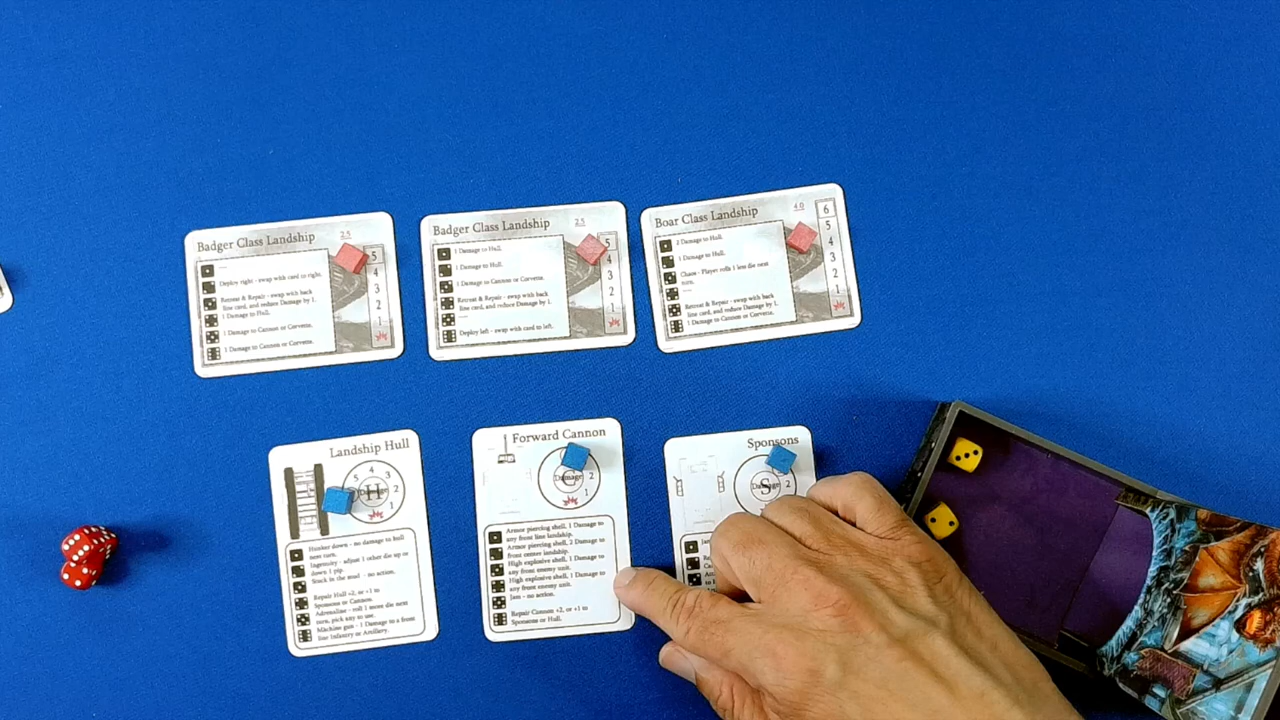 Badger Class Landship
25
Deploy right - swap with card to right.
Retreat & Repair - swap with back
line card, and reduce Damage by 1.
1 Damage to Hull.
1 Damage to Cannon or Corvette.
1 Damage to Cannon or Corvette.
5
4
3
2
1
Badger Class Landship
25
1 Damage to Hull.
1 Damage to Hull.
1 Damage to Cannon or Corvette.
Retreat & Repair - swap with back
line card, and reduce Damage by 1.
Deploy left - swap with card to left.
5
4
3
2
1
Boar Class Landship
40
2 Damage to Hull.
1 Damage to Hull.
Chaos - Player rolls 1 less die next
turn.
Retreat & Repair - swap with back
line card, and reduce Damage by 1.
1 Damage to Cannon or Corvette.
6
5
4
3
2
1
Landship Hull
5
4
3
2
1
H
Hunker down - no damage to hull
next turn.
Ingenuity - adjust 1 other die up or
down 1 pip.
Stuck in the mud - no action.
Repair Hull +2, or +1 to
Sponsons or Cannon.
Adrenaline - roll 1 more die next
turn, pick any to use.
Machine gun - 1 Damage to a front
line Infantry or Artillery.
Forward Cannon
Damage
2
1
Armor piercing shell, 1 Damage to
any front line landship.
Armor piercing shell, 2 Damage to
front center landship.
High explosive shell, 1 Damage to
any front enemy unit.
High explosive shell, 1 Damage to
any front enemy unit.
Jam - no action.
Repair Cannon +2, or +1 to
Sponsons or Hull.
Sponsons
S
2